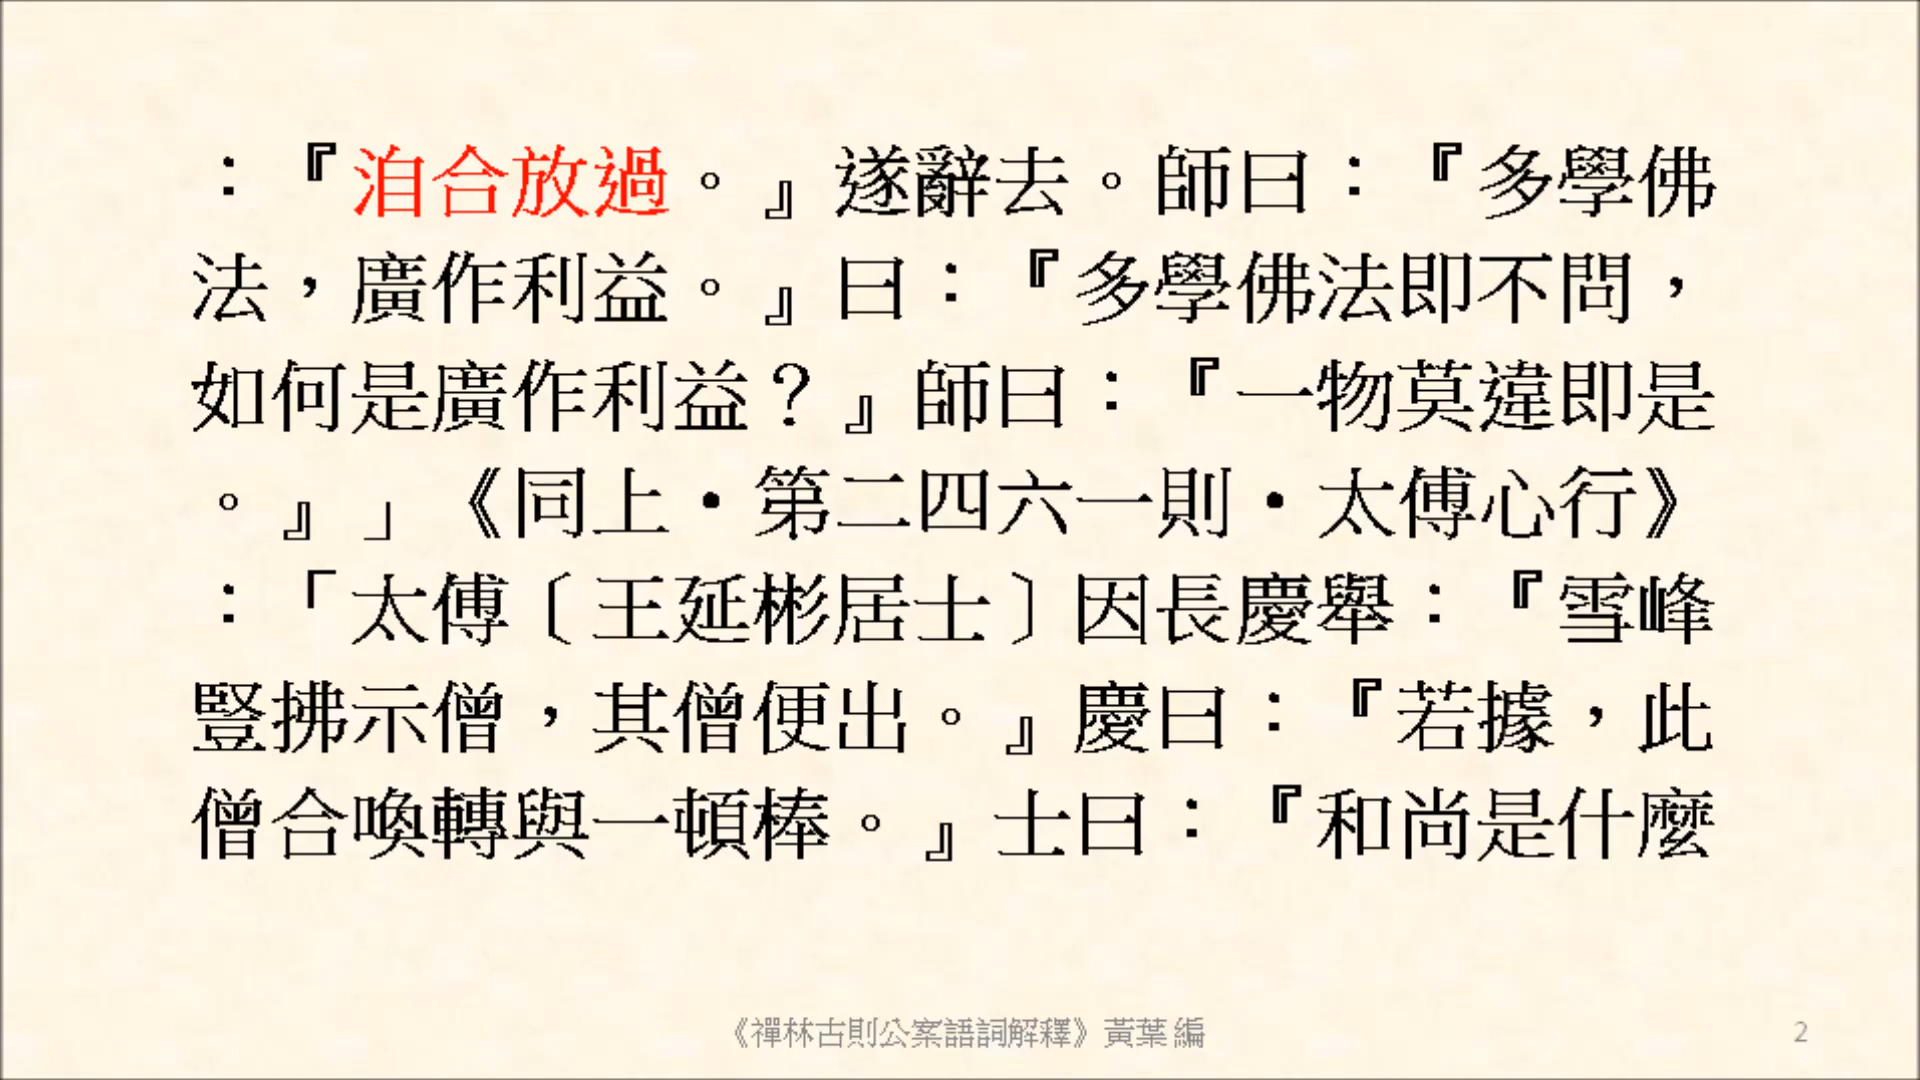 ：『洎合放過。』遂辭去。師曰：『多學佛
法，廣作利益。』曰：『多學佛法即不問，
如何是廣作利益？』師曰：『一物莫違即是
。』」《同上•第二四六一則•太傅心行》
：「太傅〔王延彬居士〕因長慶舉：『雪峰
豎拂示僧，其僧便出。』慶曰：『若據，此
僧合喚轉與一頓棒。』士曰：『和尚是什麼
《禪林古則公案語詞解釋》黃葉 編
2